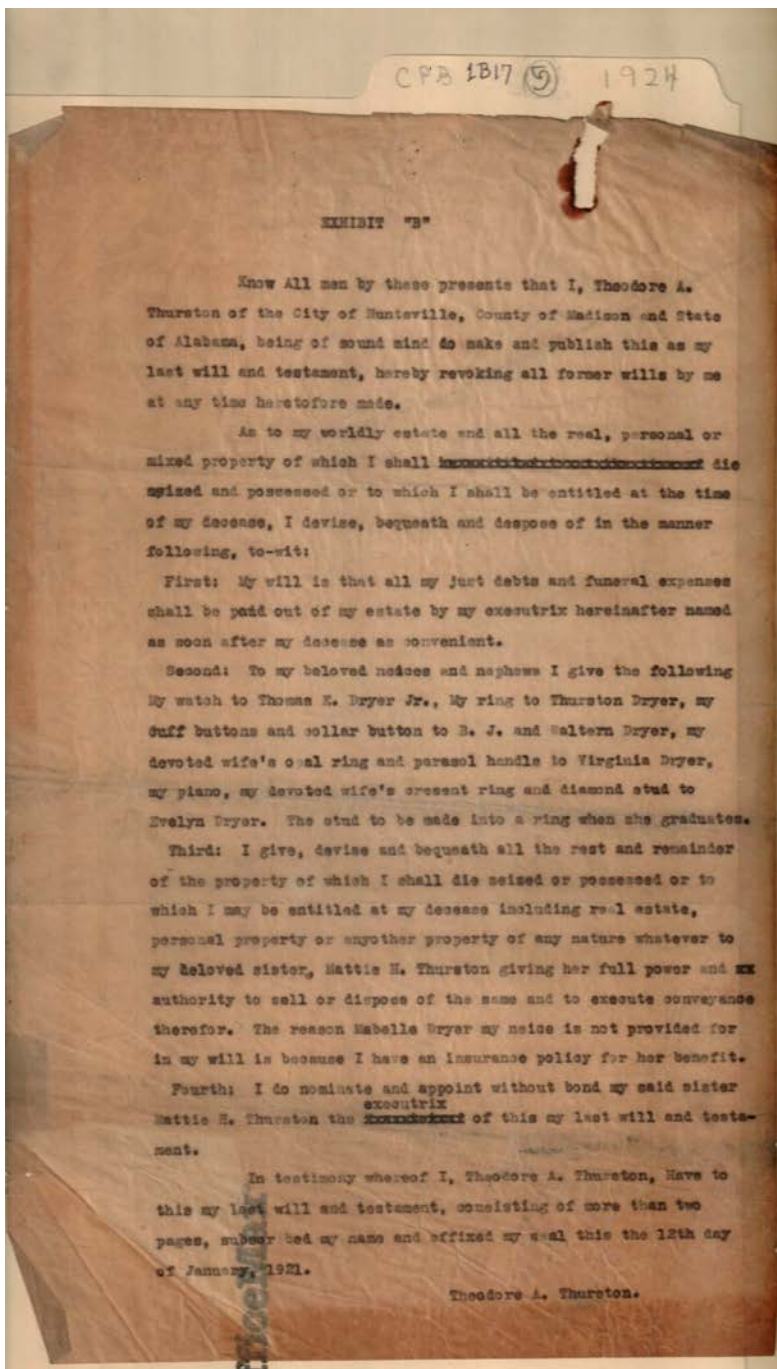 CFB 1B17 5 1924
EXHIBIT "B"
Know All men by these presents that I, Theodore A.
Thurston of the City of Huntsville, County of Madison and State
of Alabama, being of sound mind do make and publish this as my
last will and testament, hereby revoking all former wills by me
at any time heretofore made.
As to my worldly estate and all the real, personal or
mixed property of which I shall die
seized and possessed or to which I shall be entitled at the time
of my decease, I devise, bequeath and despose of in the manner
following, to-wit:
First: My will is that all my just debts and funeral expenses
shall be paid out of my estate by my executrix hereinafter named
as soon after my decease as convenient.
Second: To my beloved neices and nephews I give the following
My watch to Thomas E. Dryer Jr., My ring to Thurston Dryer, my
cuff buttons and collar button to B. J. and Waltern Dryer, my
devoted wife's opal ring and parasol handle to Virginia Dryer,
my piano, my devoted wife's cresent ring and diamond stud to
Evelyn Dryer. The stud to be made into a ring when she graduates.
Third: I give, devise and bequeath all the rest and remainder
of the property of which I shall die seized or possessed or to
which I may be entitled at my decease including real estate,
personal property or anyother property of any nature whatever to
my beloved sister, Mattie H. Thurston giving her full power and xx
authority to sell or dispose of the same and to execute conveyance
therefor. The reason Mabelle Dryer my neice is not provided for
in my will is because I have an insurance policy for her benefit.
Fourth: I do nominate and appoint without bond my said sister
executrix
Mattie H. Thurston the of this my last will and testa-
ment.
In testimony whereof I, Theodore A. Thurston, Have to
this my last will and testament, consisting of more than two
pages, subscr bed my name and affixed my seal this the 12th day
of January, 1921.
Theodore A. Thurston.
fficeMax